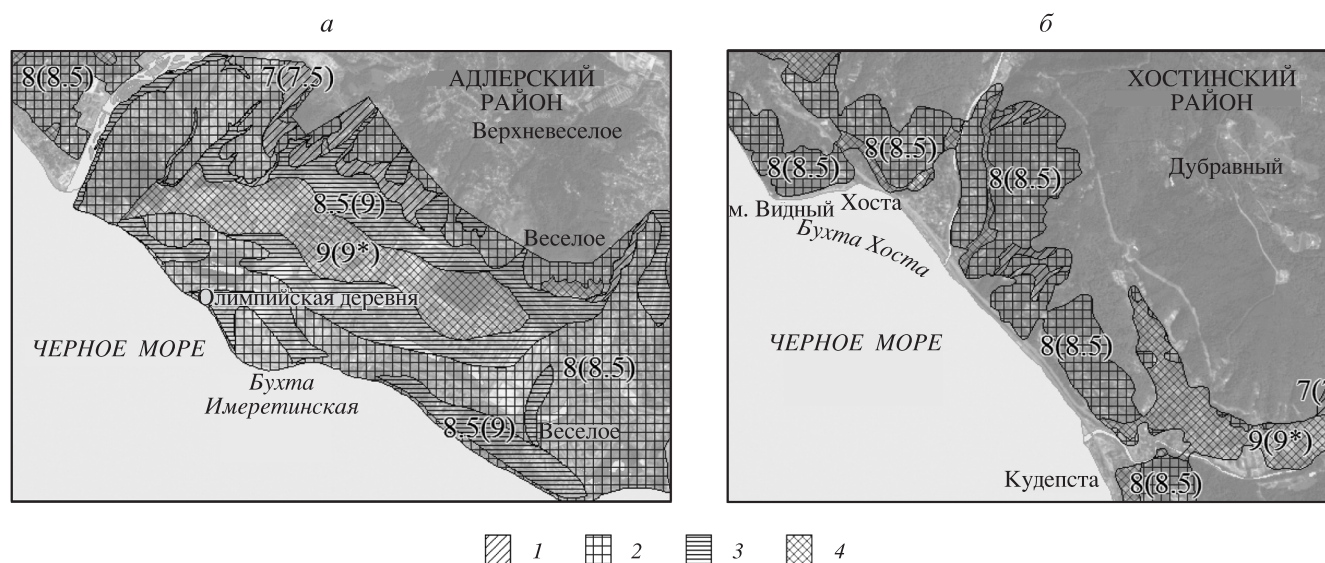 а
8(8.5)
7(7.5)
АДЛЕРСКИЙ
РАЙОН
Верхневеселое
8.5(9)
9(9*)
Веселое
Олимпийская деревня
ЧЕРНОЕ МОРЕ
Бухта
Имеретинская
8(8.5)
8.5(9)
Веселое
б
ХОСТИНСКИЙ
РАЙОН
Дубравный
8(8.5)
8(8.5)
8(8.5)
м. Видный
Хоста
Бухта Хоста
ЧЕРНОЕ МОРЕ
8(8.5)
7(
9(9*)
Кудепста
8(8.5)
1 2 3 4